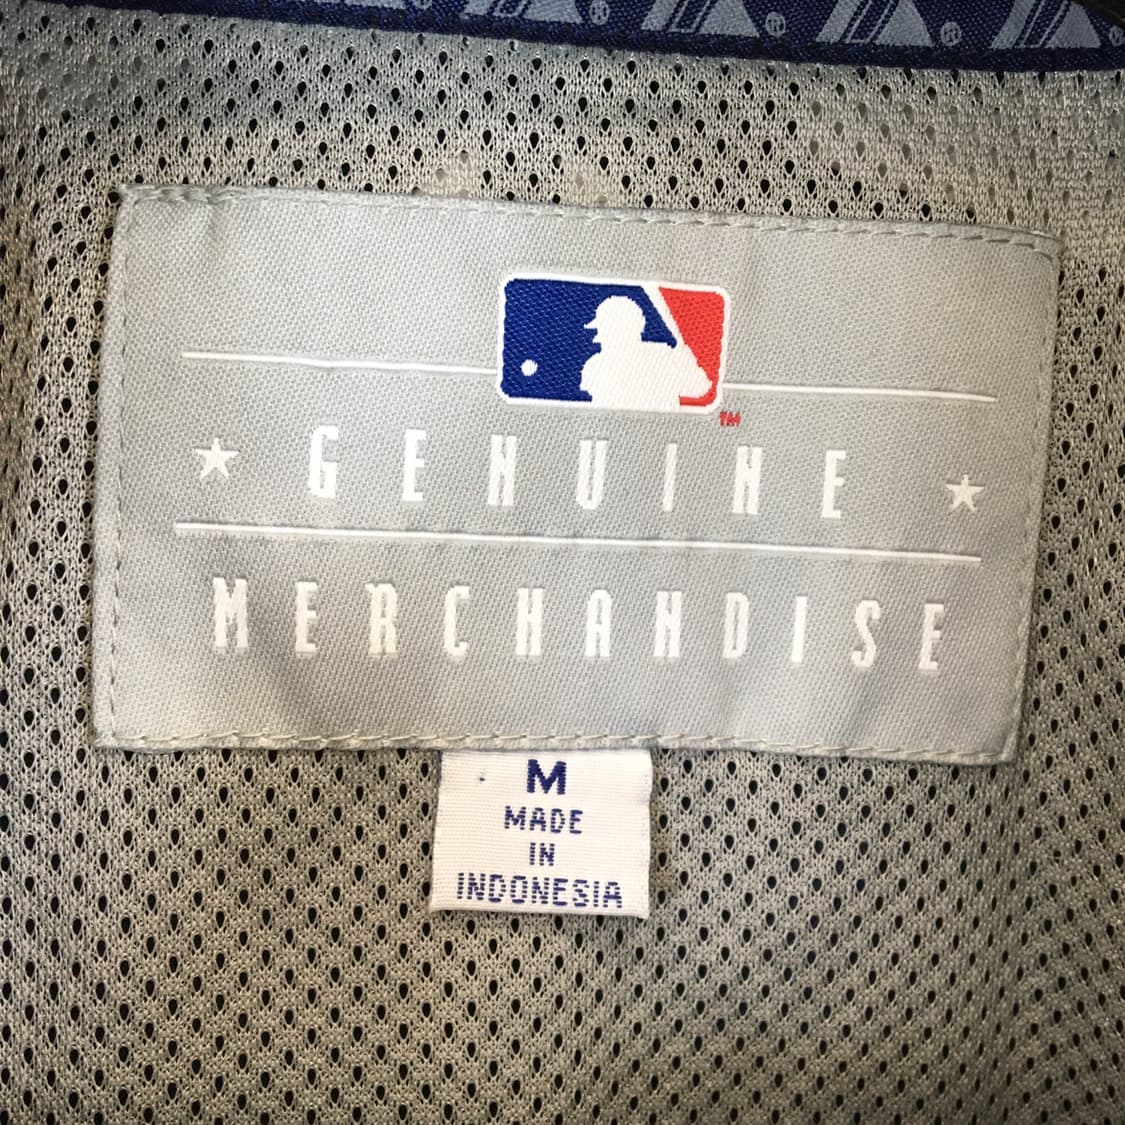 ® ® ®
™
★ GENUINE ★
MERCHANDISE
M
MADE
IN
INDONESIA